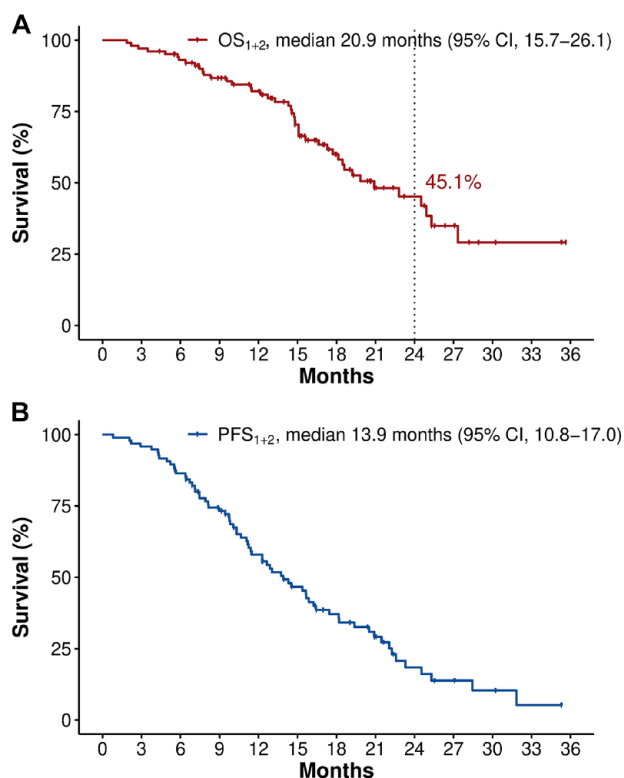 A
OS1+2, median 20.9 months (95% CI, 15.7−26.1)
100
75
50
25
0
Survival (%)
45.1%
0 3 6 9 12 15 18 21 24 27 30 33 36
Months
B
PFS1+2, median 13.9 months (95% CI, 10.8−17.0)
100
75
50
25
0
Survival (%)
0 3 6 9 12 15 18 21 24 27 30 33 36
Months